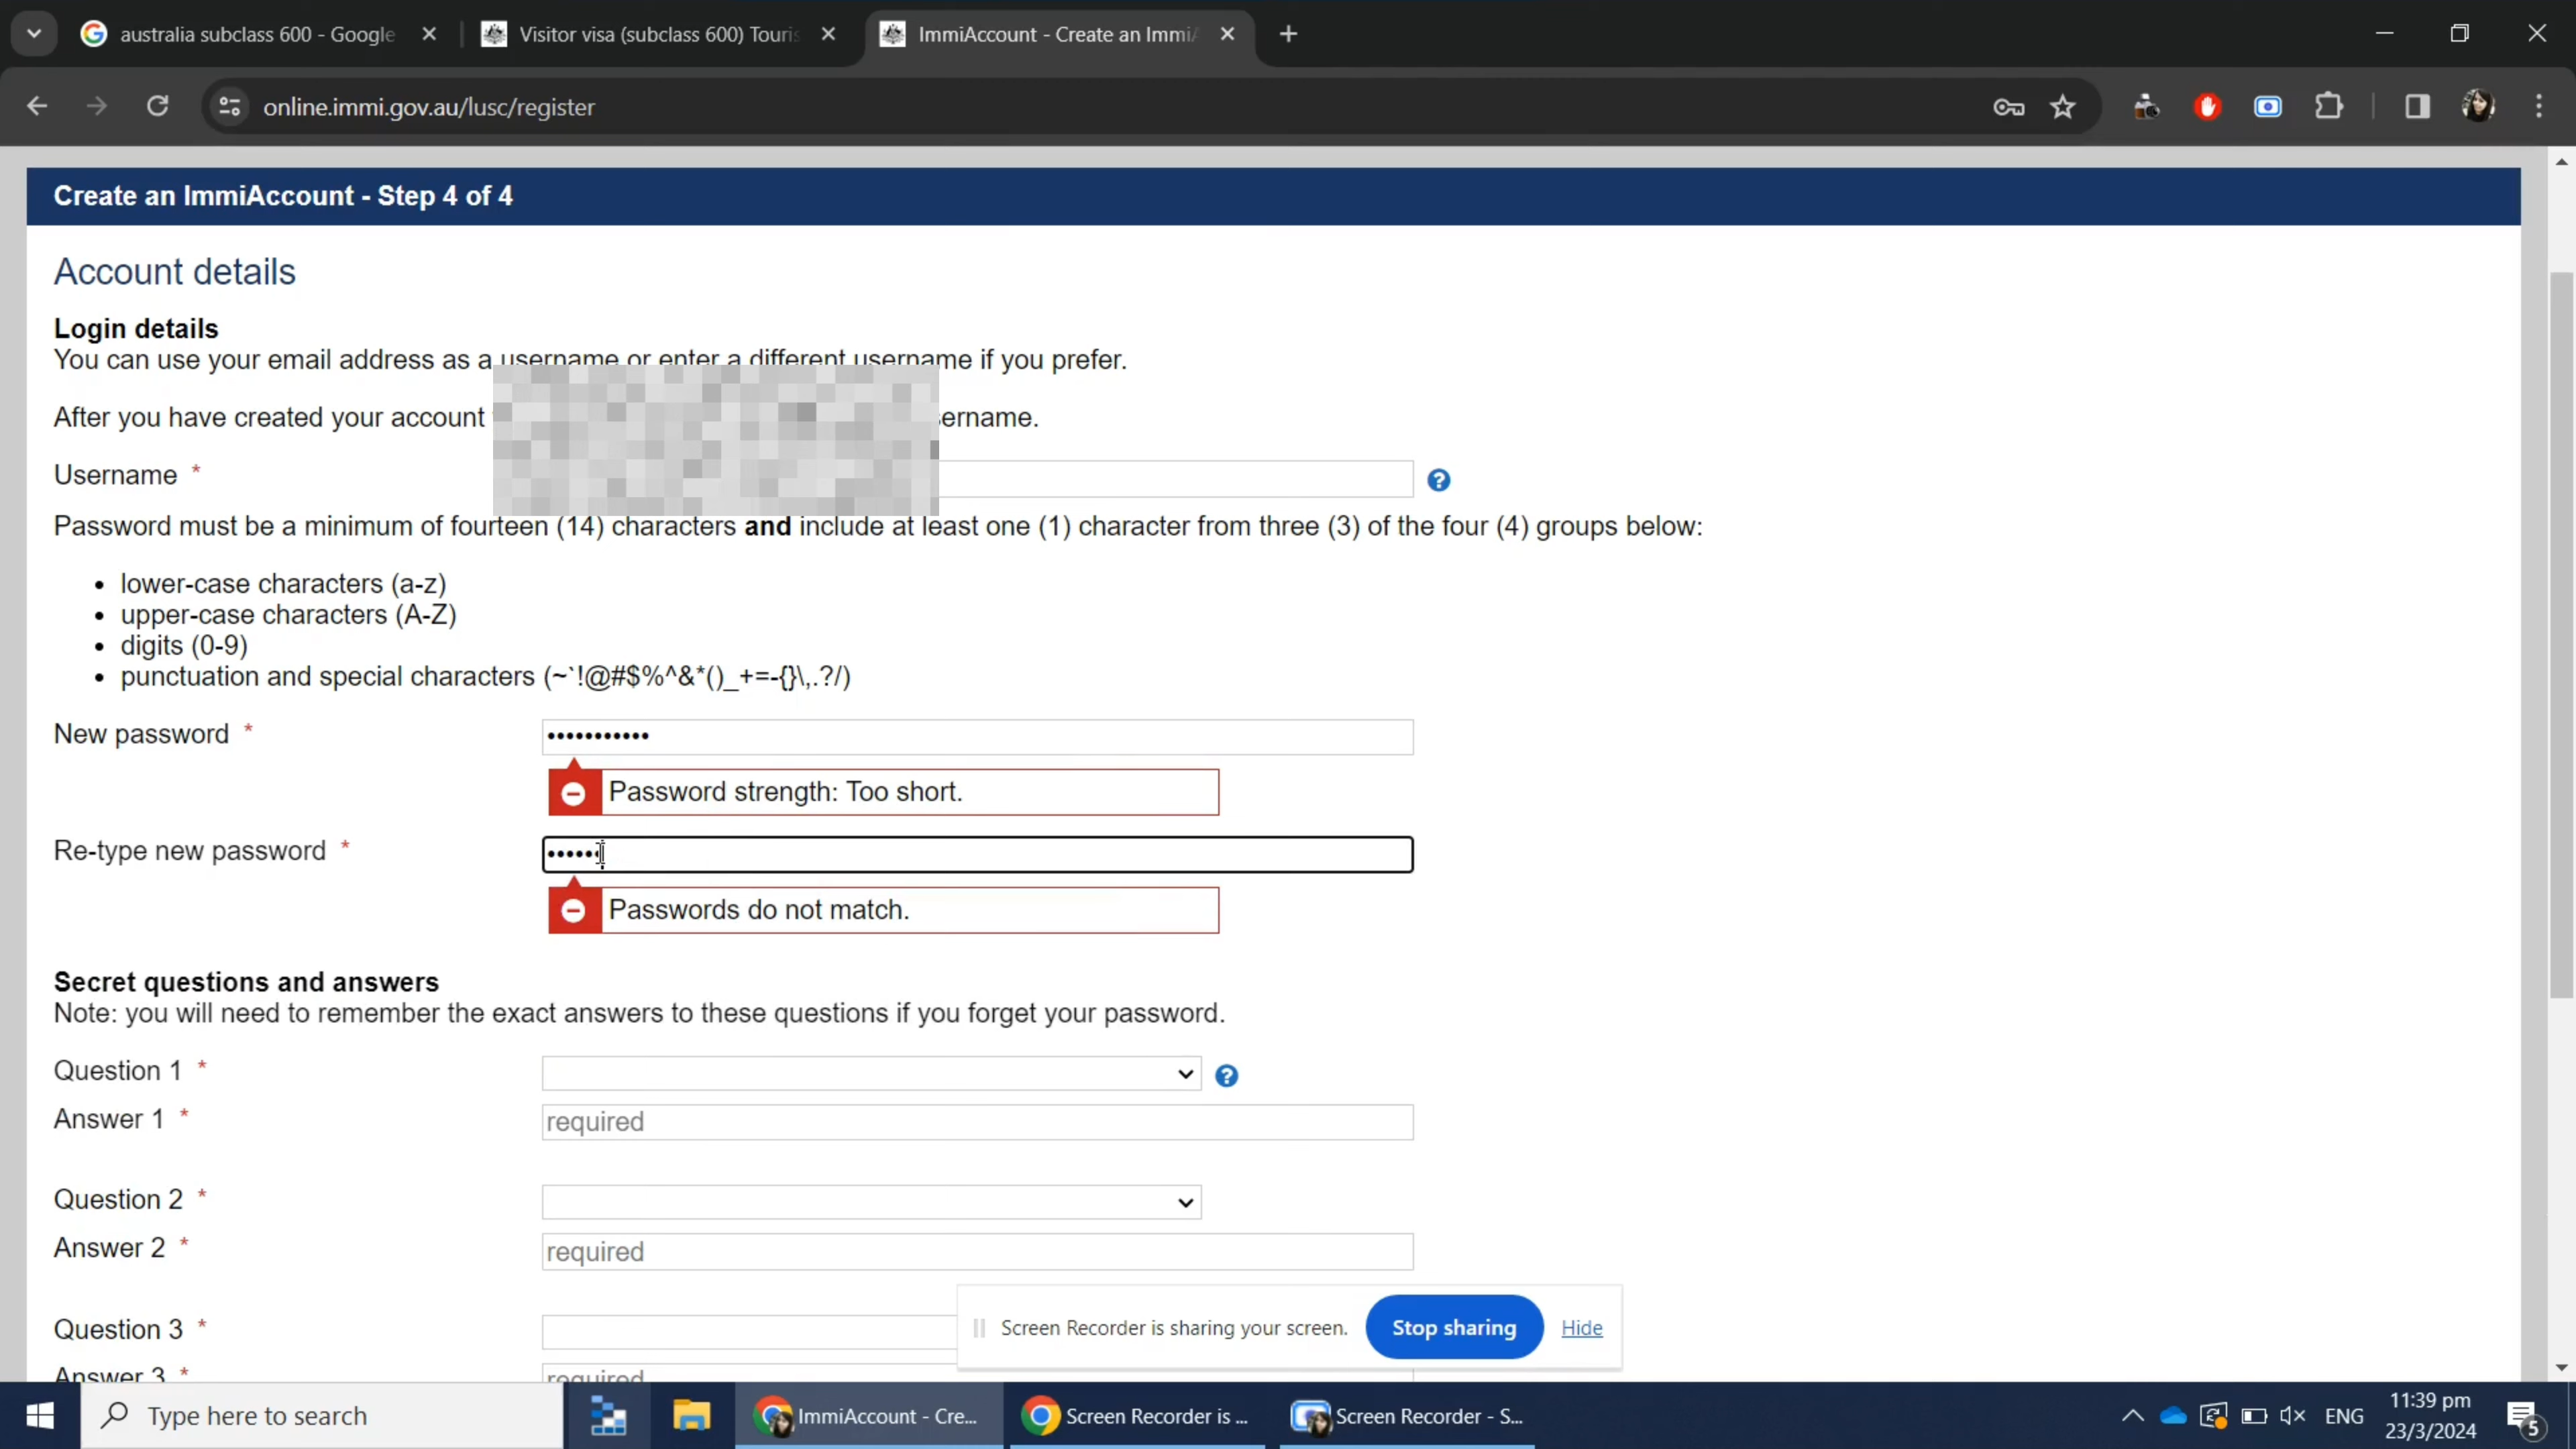 australia subclass 600 - Google
Visitor visa (subclass 600) Touris
ImmiAccount - Create an ImmiA
online.immi.gov.au/lusc/register
Create an ImmiAccount - Step 4 of 4
Account details
Login details
You can use your email address as a username or enter a different username if you prefer.
After you have created your account
ername.
Username *
Password must be a minimum of fourteen (14) characters and include at least one (1) character from three (3) of the four (4) groups below:
• lower-case characters (a-z)
• upper-case characters (A-Z)
• digits (0-9)
• punctuation and special characters (~`!@#$%^&*()_+=-{}\,.?/)
New password *
•••••••••••
Password strength: Too short.
Re-type new password *
••••••
Passwords do not match.
Secret questions and answers
Note: you will need to remember the exact answers to these questions if you forget your password.
Question 1 *
Answer 1 * required
Question 2 *
Answer 2 * required
Question 3 *
Answer 3 * required
Screen Recorder is sharing your screen. Stop sharing Hide
Type here to search
ImmiAccount - Cre...
Screen Recorder is ...
Screen Recorder - S...
ENG
11:39 pm
23/3/2024
5